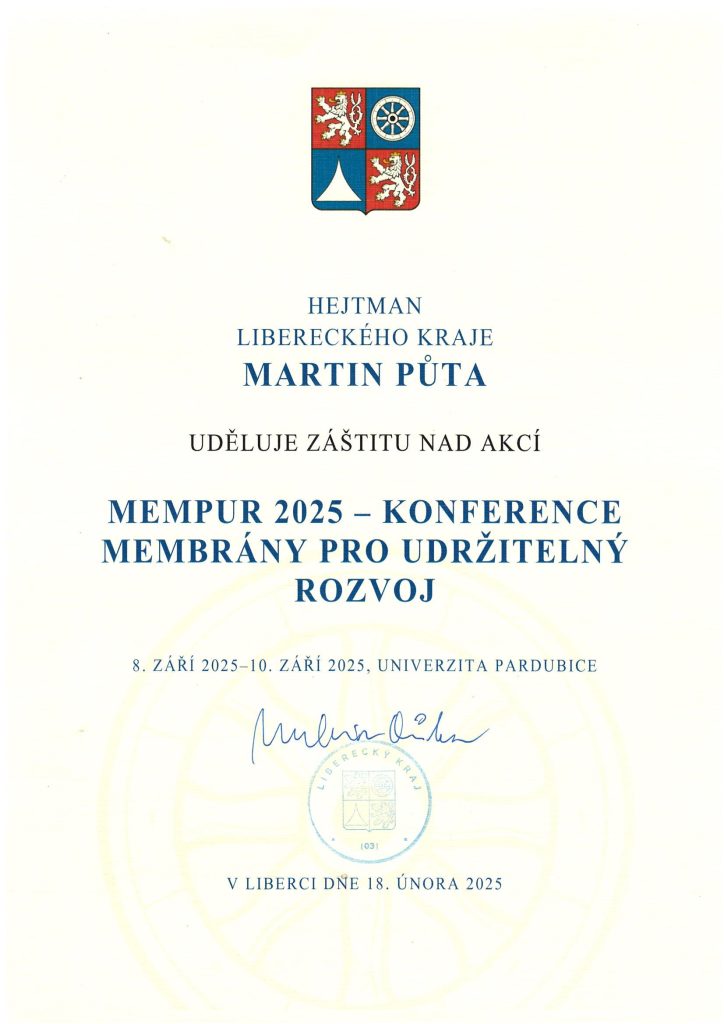 HEJTMAN
LIBERECKÉHO KRAJE
MARTIN PŮTA
UDĚLUJE ZÁŠTITU NAD AKCÍ
MEMPUR 2025 – KONFERENCE
MEMBRÁNY PRO UDRŽITELNÝ
ROZVOJ
8. ZÁŘÍ 2025–10. ZÁŘÍ 2025, UNIVERZITA PARDUBICE
LIBERECKÝ KRAJ
(03)
V LIBERCI DNE 18. ÚNORA 2025